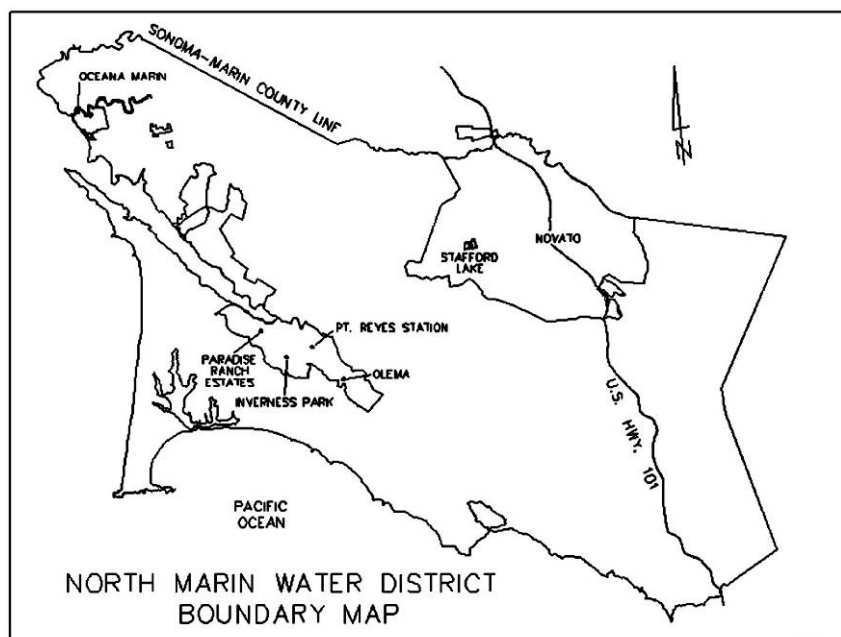 SONOMA-MARIN COUNTY LINE
OCEANA MARIN
N
NOVATO
STAFFORD
LAKE
PT. REYES STATION
PARADISE
RANCH
ESTATES
OLEMA
INVERNESS PARK
U.S. HWY. 101
PACIFIC
OCEAN
NORTH MARIN WATER DISTRICT
BOUNDARY MAP